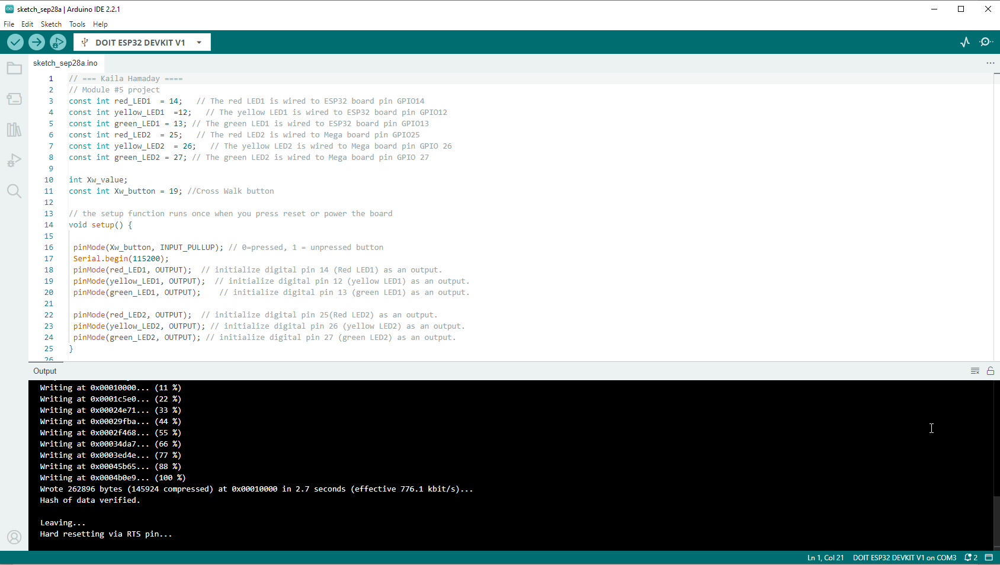 sketch_sep28a | Arduino IDE 2.2.1
File Edit Sketch Tools Help
DOIT ESP32 DEVKIT V1
sketch_sep28a.ino
1 // === Kaila Hamaday ====
2 // Module #5 project
3 const int red_LED1  = 14;   // The red LED1 is wired to ESP32 board pin GPIO14
4 const int yellow_LED1  =12;   // The yellow LED1 is wired to ESP32 board pin GPIO12
5 const int green_LED1 = 13; // The green LED1 is wired to ESP32 board pin GPIO13
6 const int red_LED2  = 25;   // The red LED2 is wired to Mega board pin GPIO25
7 const int yellow_LED2  = 26;   // The yellow LED2 is wired to Mega board pin GPIO 26
8 const int green_LED2 = 27; // The green LED2 is wired to Mega board pin GPIO 27
9
10 int Xw_value;
11 const int Xw_button = 19; //Cross Walk button
12
13 // the setup function runs once when you press reset or power the board
14 void setup() {
15
16 pinMode(Xw_button, INPUT_PULLUP); // 0=pressed, 1 = unpressed button
17 Serial.begin(115200);
18 pinMode(red_LED1, OUTPUT);  // initialize digital pin 14 (Red LED1) as an output.
19 pinMode(yellow_LED1, OUTPUT);  // initialize digital pin 12 (yellow LED1) as an output.
20 pinMode(green_LED1, OUTPUT);    // initialize digital pin 13 (green LED1) as an output.
21
22 pinMode(red_LED2, OUTPUT);  // initialize digital pin 25(Red LED2) as an output.
23 pinMode(yellow_LED2, OUTPUT); // initialize digital pin 26 (yellow LED2) as an output.
24 pinMode(green_LED2, OUTPUT); // initialize digital pin 27 (green LED2) as an output.
25 }
26
Output
Writing at 0x00010000... (11 %)
Writing at 0x0001c5e0... (22 %)
Writing at 0x00024e71... (33 %)
Writing at 0x00029fba... (44 %)
Writing at 0x0002f468... (55 %)
Writing at 0x00034da7... (66 %)
Writing at 0x0003ed4e... (77 %)
Writing at 0x00045b65... (88 %)
Writing at 0x0004b0e9... (100 %)
Wrote 262896 bytes (145924 compressed) at 0x00010000 in 2.7 seconds (effective 776.1 kbit/s)...
Hash of data verified.
Leaving...
Hard resetting via RTS pin...
Ln 1, Col 21 DOIT ESP32 DEVKIT V1 on COM3 2